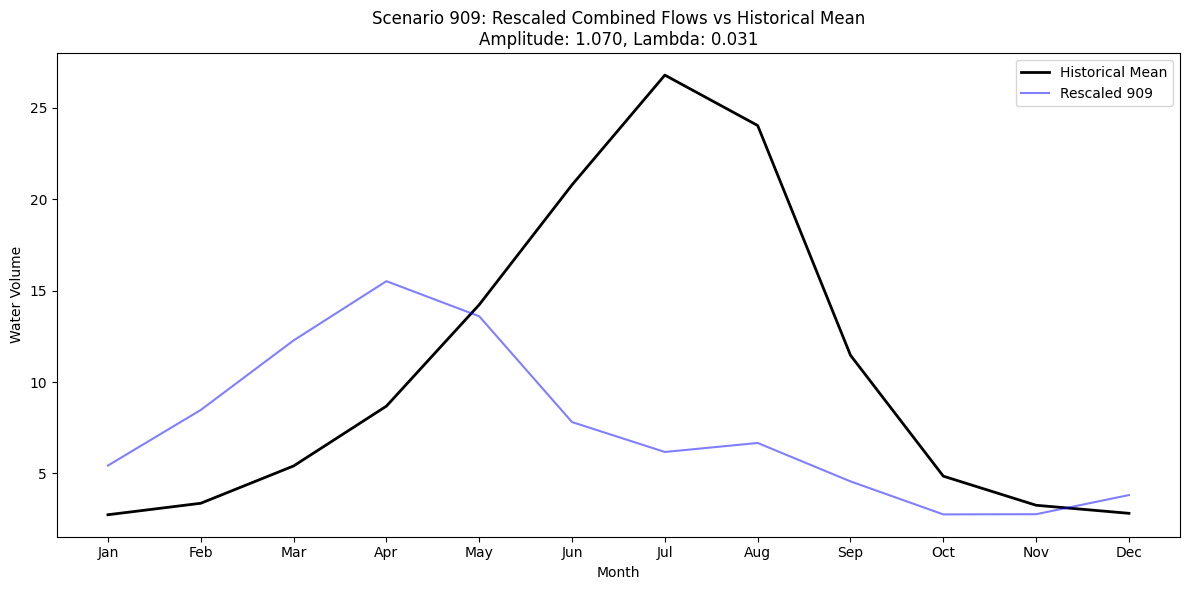 Scenario 909: Rescaled Combined Flows vs Historical Mean
Amplitude: 1.070, Lambda: 0.031
Historical Mean
Rescaled 909
Water Volume
25
20
15
10
5
Jan Feb Mar Apr May Jun Jul Aug Sep Oct Nov Dec
Month